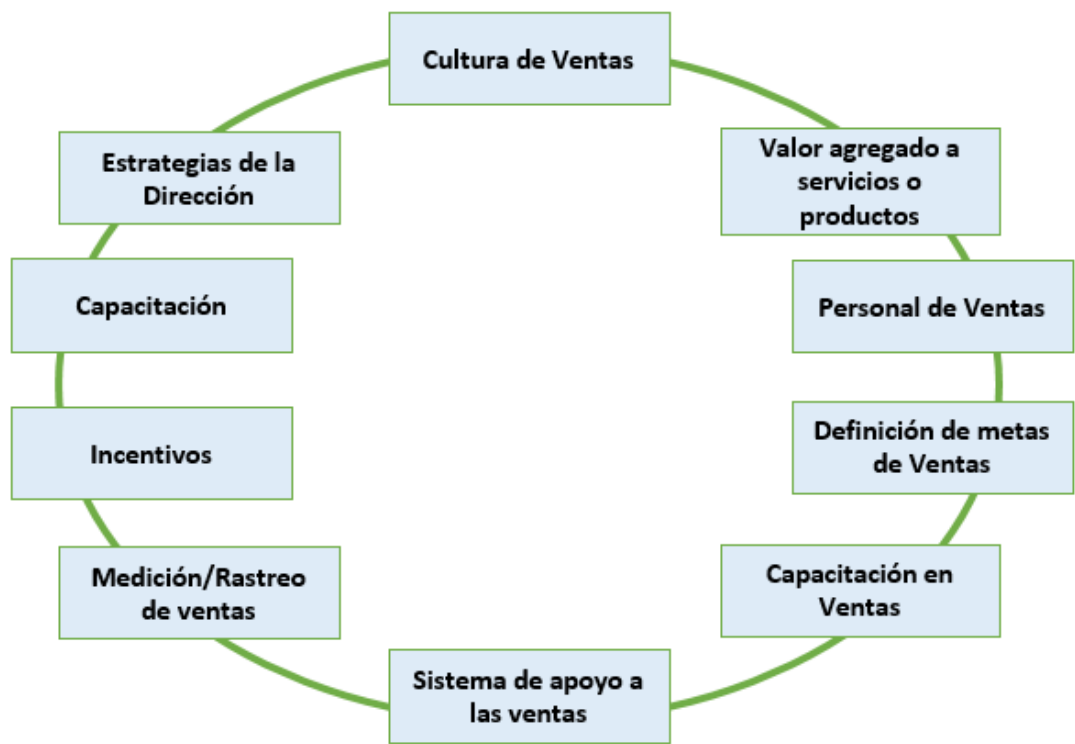 Cultura de Ventas
Valor agregado a
servicios o
productos
Personal de Ventas
Definición de metas
de Ventas
Capacitación en
Ventas
Sistema de apoyo a
las ventas
Medición/Rastreo
de ventas
Incentivos
Capacitación
Estrategias de la
Dirección